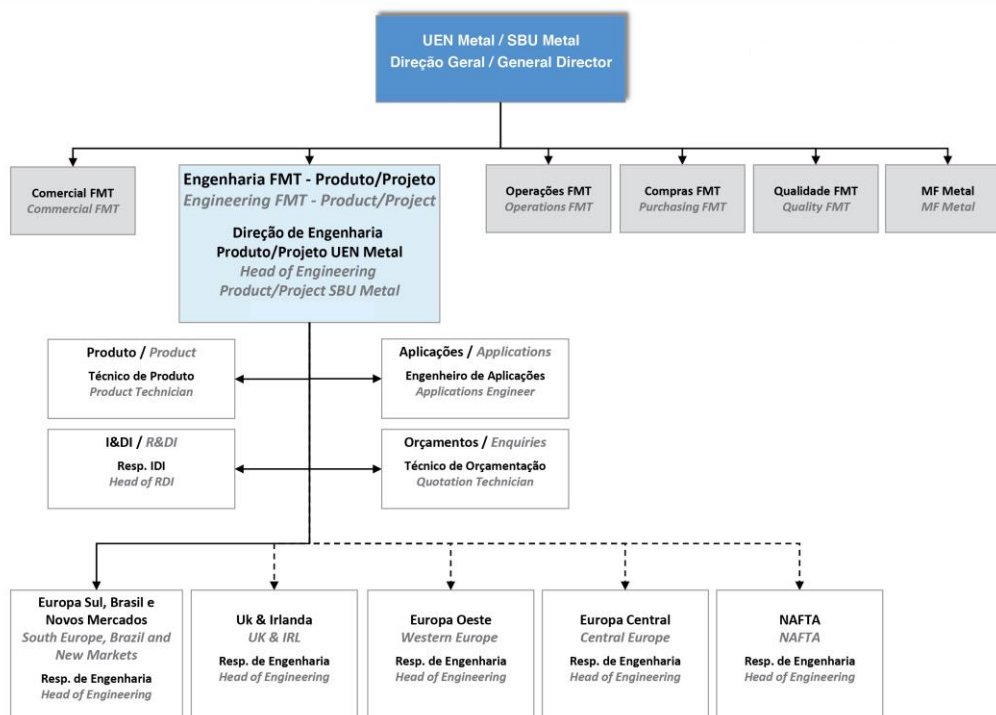 UEN Metal / SBU Metal
Direção Geral / General Director
Comercial FMT
Commercial FMT
Engenharia FMT - Produto/Projeto
Engineering FMT - Product/Project
Direção de Engenharia
Produto/Projeto UEN Metal
Head of Engineering
Product/Project SBU Metal
Operações FMT
Operations FMT
Compras FMT
Purchasing FMT
Qualidade FMT
Quality FMT
MF Metal
MF Metal
Produto / Product
Técnico de Produto
Product Technician
Aplicações / Applications
Engenheiro de Aplicações
Applications Engineer
I&DI / R&DI
Resp. IDI
Head of RDI
Orçamentos / Enquiries
Técnico de Orçamentação
Quotation Technician
Europa Sul, Brasil e
Novos Mercados
South Europe, Brazil and
New Markets
Resp. de Engenharia
Head of Engineering
Uk & Irlanda
UK & IRL
Resp. de Engenharia
Head of Engineering
Europa Oeste
Western Europe
Resp. de Engenharia
Head of Engineering
Europa Central
Central Europe
Resp. de Engenharia
Head of Engineering
NAFTA
NAFTA
Resp. de Engenharia
Head of Engineering